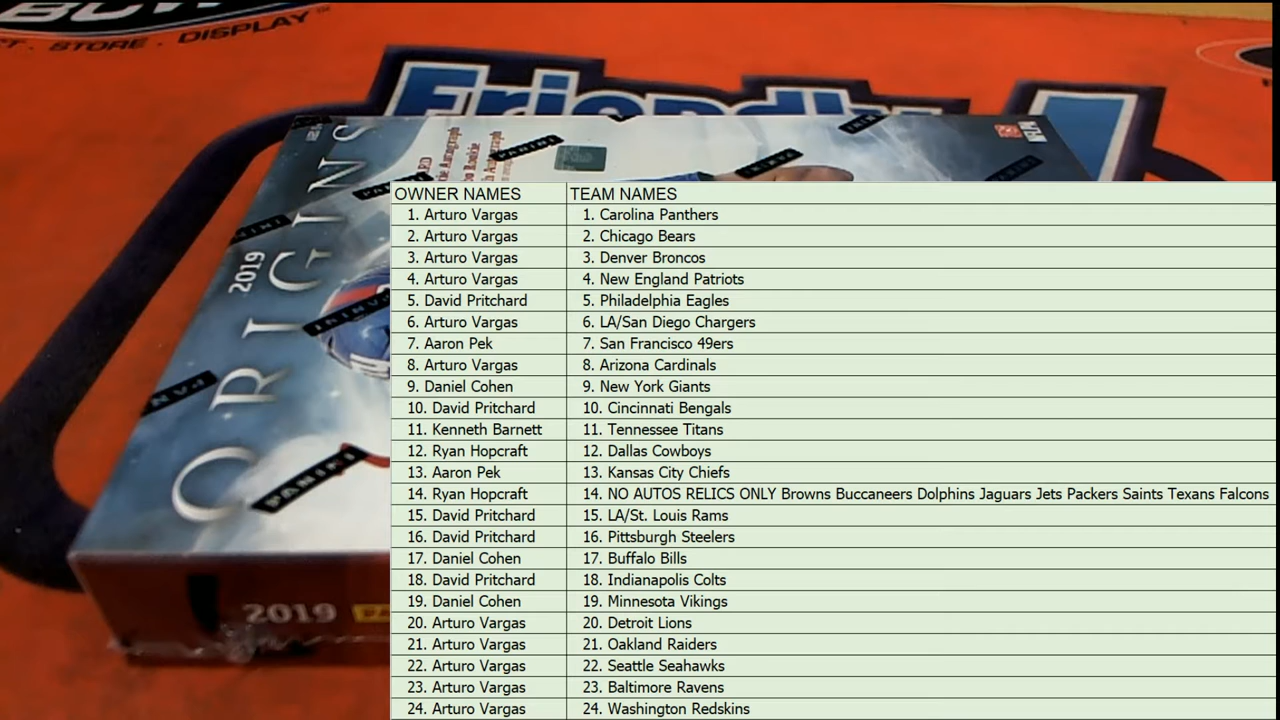 CT . STORE . DISPLAY
Friendly
PANINI
PANINI
ORIGINS
2019
PANINI
PANINI
2019
OWNER NAMES TEAM NAMES
1. Arturo Vargas 1. Carolina Panthers
2. Arturo Vargas 2. Chicago Bears
3. Arturo Vargas 3. Denver Broncos
4. Arturo Vargas 4. New England Patriots
5. David Pritchard 5. Philadelphia Eagles
6. Arturo Vargas 6. LA/San Diego Chargers
7. Aaron Pek 7. San Francisco 49ers
8. Arturo Vargas 8. Arizona Cardinals
9. Daniel Cohen 9. New York Giants
10. David Pritchard 10. Cincinnati Bengals
11. Kenneth Barnett 11. Tennessee Titans
12. Ryan Hopcraft 12. Dallas Cowboys
13. Aaron Pek 13. Kansas City Chiefs
14. Ryan Hopcraft 14. NO AUTOS RELICS ONLY Browns Buccaneers Dolphins Jaguars Jets Packers Saints Texans Falcons
15. David Pritchard 15. LA/St. Louis Rams
16. David Pritchard 16. Pittsburgh Steelers
17. Daniel Cohen 17. Buffalo Bills
18. David Pritchard 18. Indianapolis Colts
19. Daniel Cohen 19. Minnesota Vikings
20. Arturo Vargas 20. Detroit Lions
21. Arturo Vargas 21. Oakland Raiders
22. Arturo Vargas 22. Seattle Seahawks
23. Arturo Vargas 23. Baltimore Ravens
24. Arturo Vargas 24. Washington Redskins